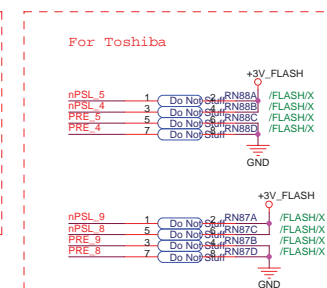 For Toshiba
+3V_FLASH
nPSL_5 1 Do Not Stuff 2 RN88A /FLASH/X
nPSL_4 3 Do Not Stuff 4 RN88B /FLASH/X
PRE_5 5 Do Not Stuff 6 RN88C /FLASH/X
PRE_4 7 Do Not Stuff 8 RN88D /FLASH/X
GND
+3V_FLASH
nPSL_9 1 Do Not Stuff 2 RN87A /FLASH/X
nPSL_8 5 Do Not Stuff 6 RN87C /FLASH/X
PRE_9 3 Do Not Stuff 4 RN87B /FLASH/X
PRE_8 7 Do Not Stuff 8 RN87D /FLASH/X
GND